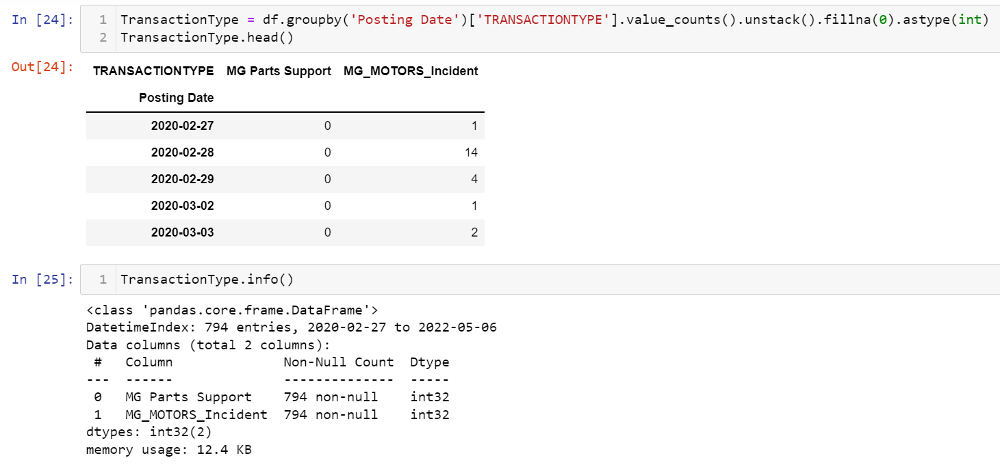 In [24]:
1 TransactionType = df.groupby('Posting Date')['TRANSACTIONTYPE'].value_counts().unstack().fillna(0).astype(int)
2 TransactionType.head()
Out[24]:
TRANSACTIONTYPE MG Parts Support MG_MOTORS_Incident
Posting Date
2020-02-27 0 1
2020-02-28 0 14
2020-02-29 0 4
2020-03-02 0 1
2020-03-03 0 2
In [25]:
1 TransactionType.info()
<class 'pandas.core.frame.DataFrame'>
DatetimeIndex: 794 entries, 2020-02-27 to 2022-05-06
Data columns (total 2 columns):
 #   Column              Non-Null Count  Dtype
---  ------              --------------  -----
 0   MG Parts Support    794 non-null    int32
 1   MG_MOTORS_Incident  794 non-null    int32
dtypes: int32(2)
memory usage: 12.4 KB